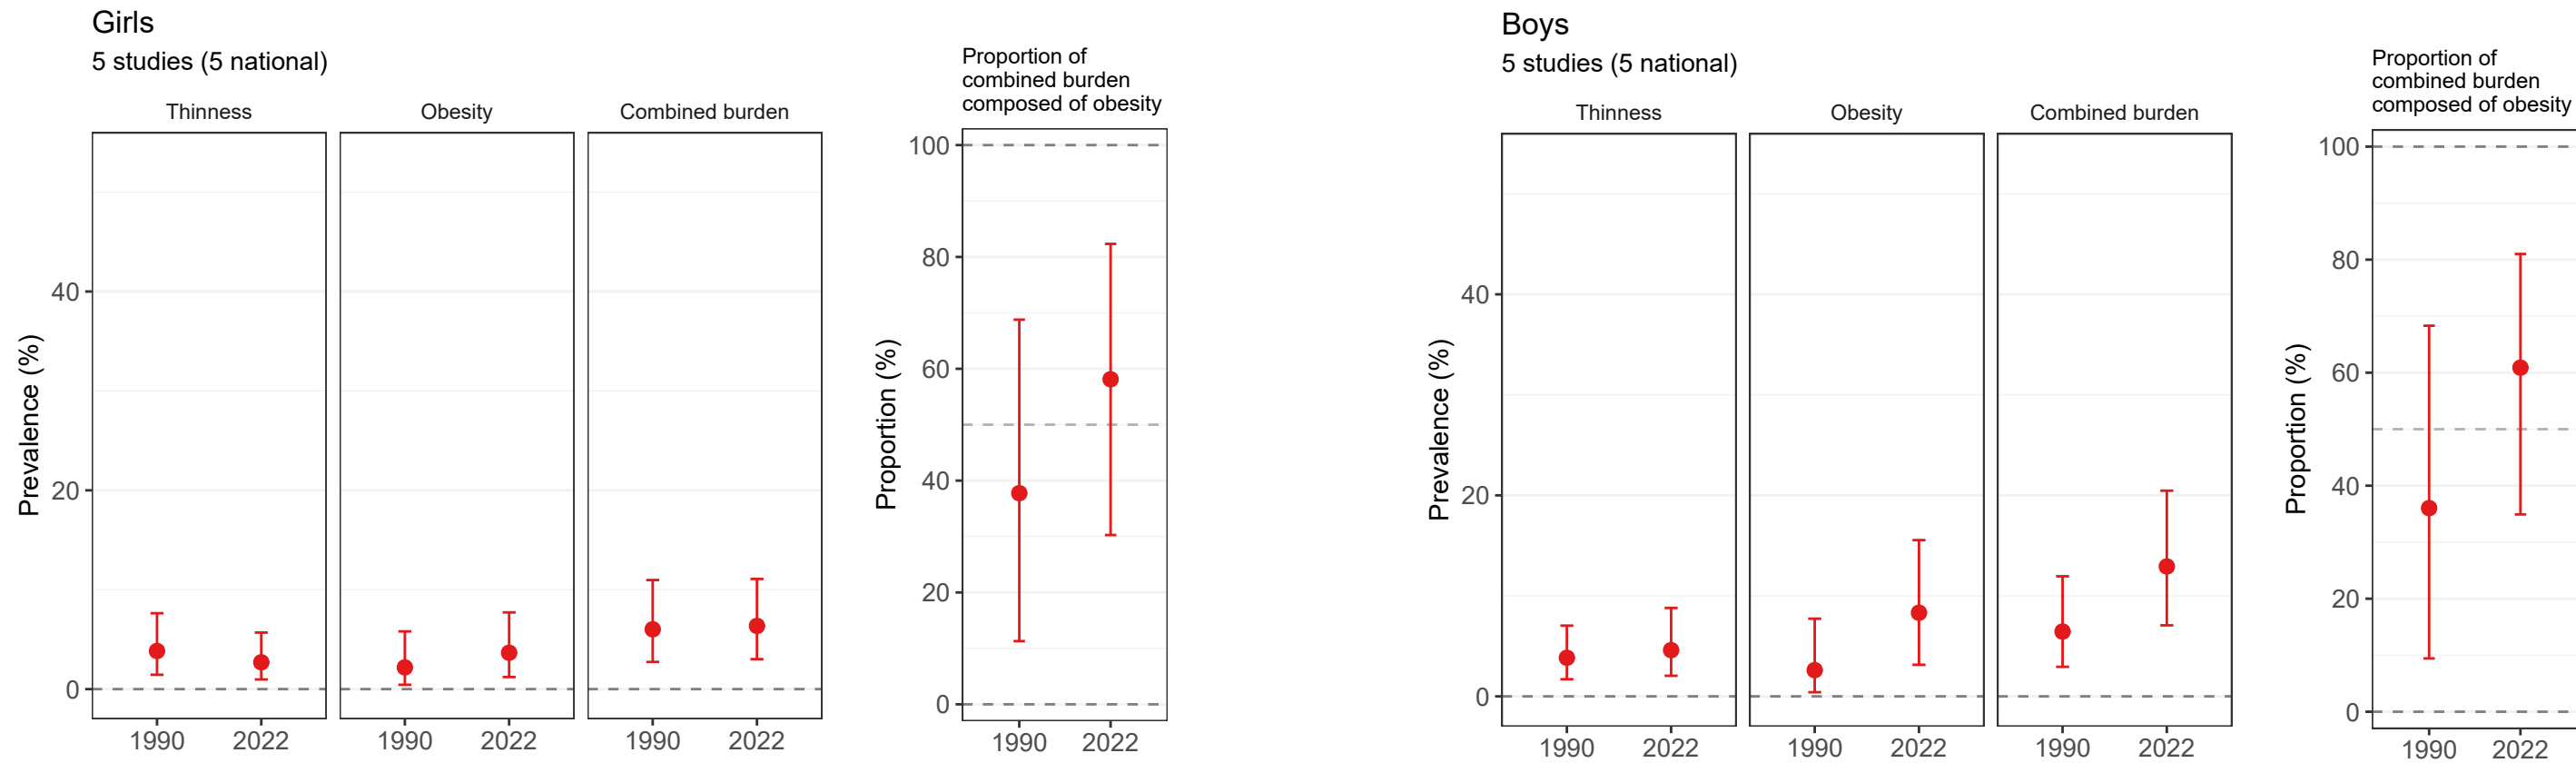 Girls
5 studies (5 national)
Thinness
Obesity
Combined burden
Prevalence (%)
40
20
0
1990
2022
1990
2022
1990
2022
Proportion of
combined burden
composed of obesity
Proportion (%)
100
80
60
40
20
0
1990
2022
Boys
5 studies (5 national)
Thinness
Obesity
Combined burden
Prevalence (%)
40
20
0
1990
2022
1990
2022
1990
2022
Proportion of
combined burden
composed of obesity
Proportion (%)
100
80
60
40
20
0
1990
2022